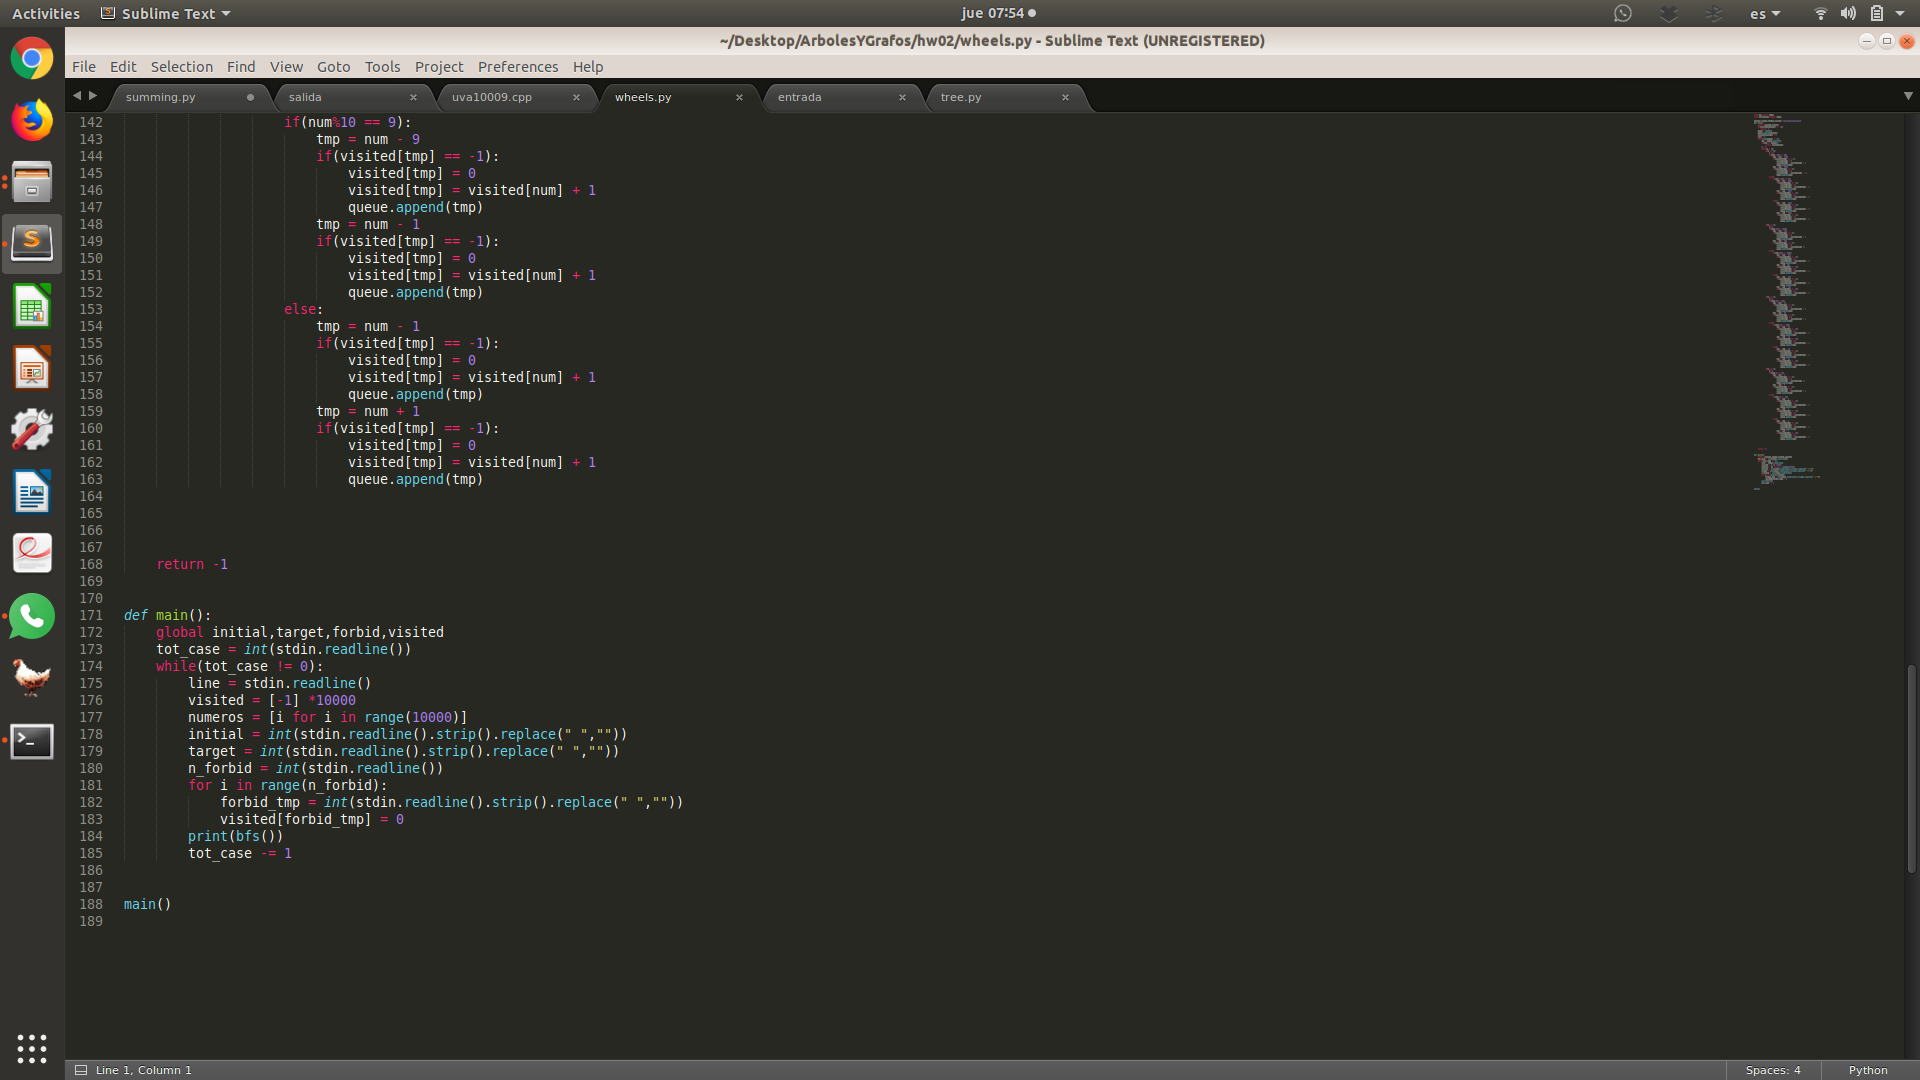 Activities Sublime Text jue 07:54 es
~/Desktop/ArbolesYGrafos/hw02/wheels.py - Sublime Text (UNREGISTERED)
File Edit Selection Find View Goto Tools Project Preferences Help
summing.py salida uva10009.cpp wheels.py entrada tree.py
142 if(num%10 == 9):
143 tmp = num - 9
144 if(visited[tmp] == -1):
145 visited[tmp] = 0
146 visited[tmp] = visited[num] + 1
147 queue.append(tmp)
148 tmp = num - 1
149 if(visited[tmp] == -1):
150 visited[tmp] = 0
151 visited[tmp] = visited[num] + 1
152 queue.append(tmp)
153 else:
154 tmp = num - 1
155 if(visited[tmp] == -1):
156 visited[tmp] = 0
157 visited[tmp] = visited[num] + 1
158 queue.append(tmp)
159 tmp = num + 1
160 if(visited[tmp] == -1):
161 visited[tmp] = 0
162 visited[tmp] = visited[num] + 1
163 queue.append(tmp)
164
165
166
167
168 return -1
169
170
171 def main():
172 global initial,target,forbid,visited
173 tot_case = int(stdin.readline())
174 while(tot_case != 0):
175 line = stdin.readline()
176 visited = [-1] *10000
177 numeros = [i for i in range(10000)]
178 initial = int(stdin.readline().strip().replace(" ",""))
179 target = int(stdin.readline().strip().replace(" ",""))
180 n_forbid = int(stdin.readline())
181 for i in range(n_forbid):
182 forbid_tmp = int(stdin.readline().strip().replace(" ",""))
183 visited[forbid_tmp] = 0
184 print(bfs())
185 tot_case -= 1
186
187
188 main()
189
Line 1, Column 1 Spaces: 4 Python